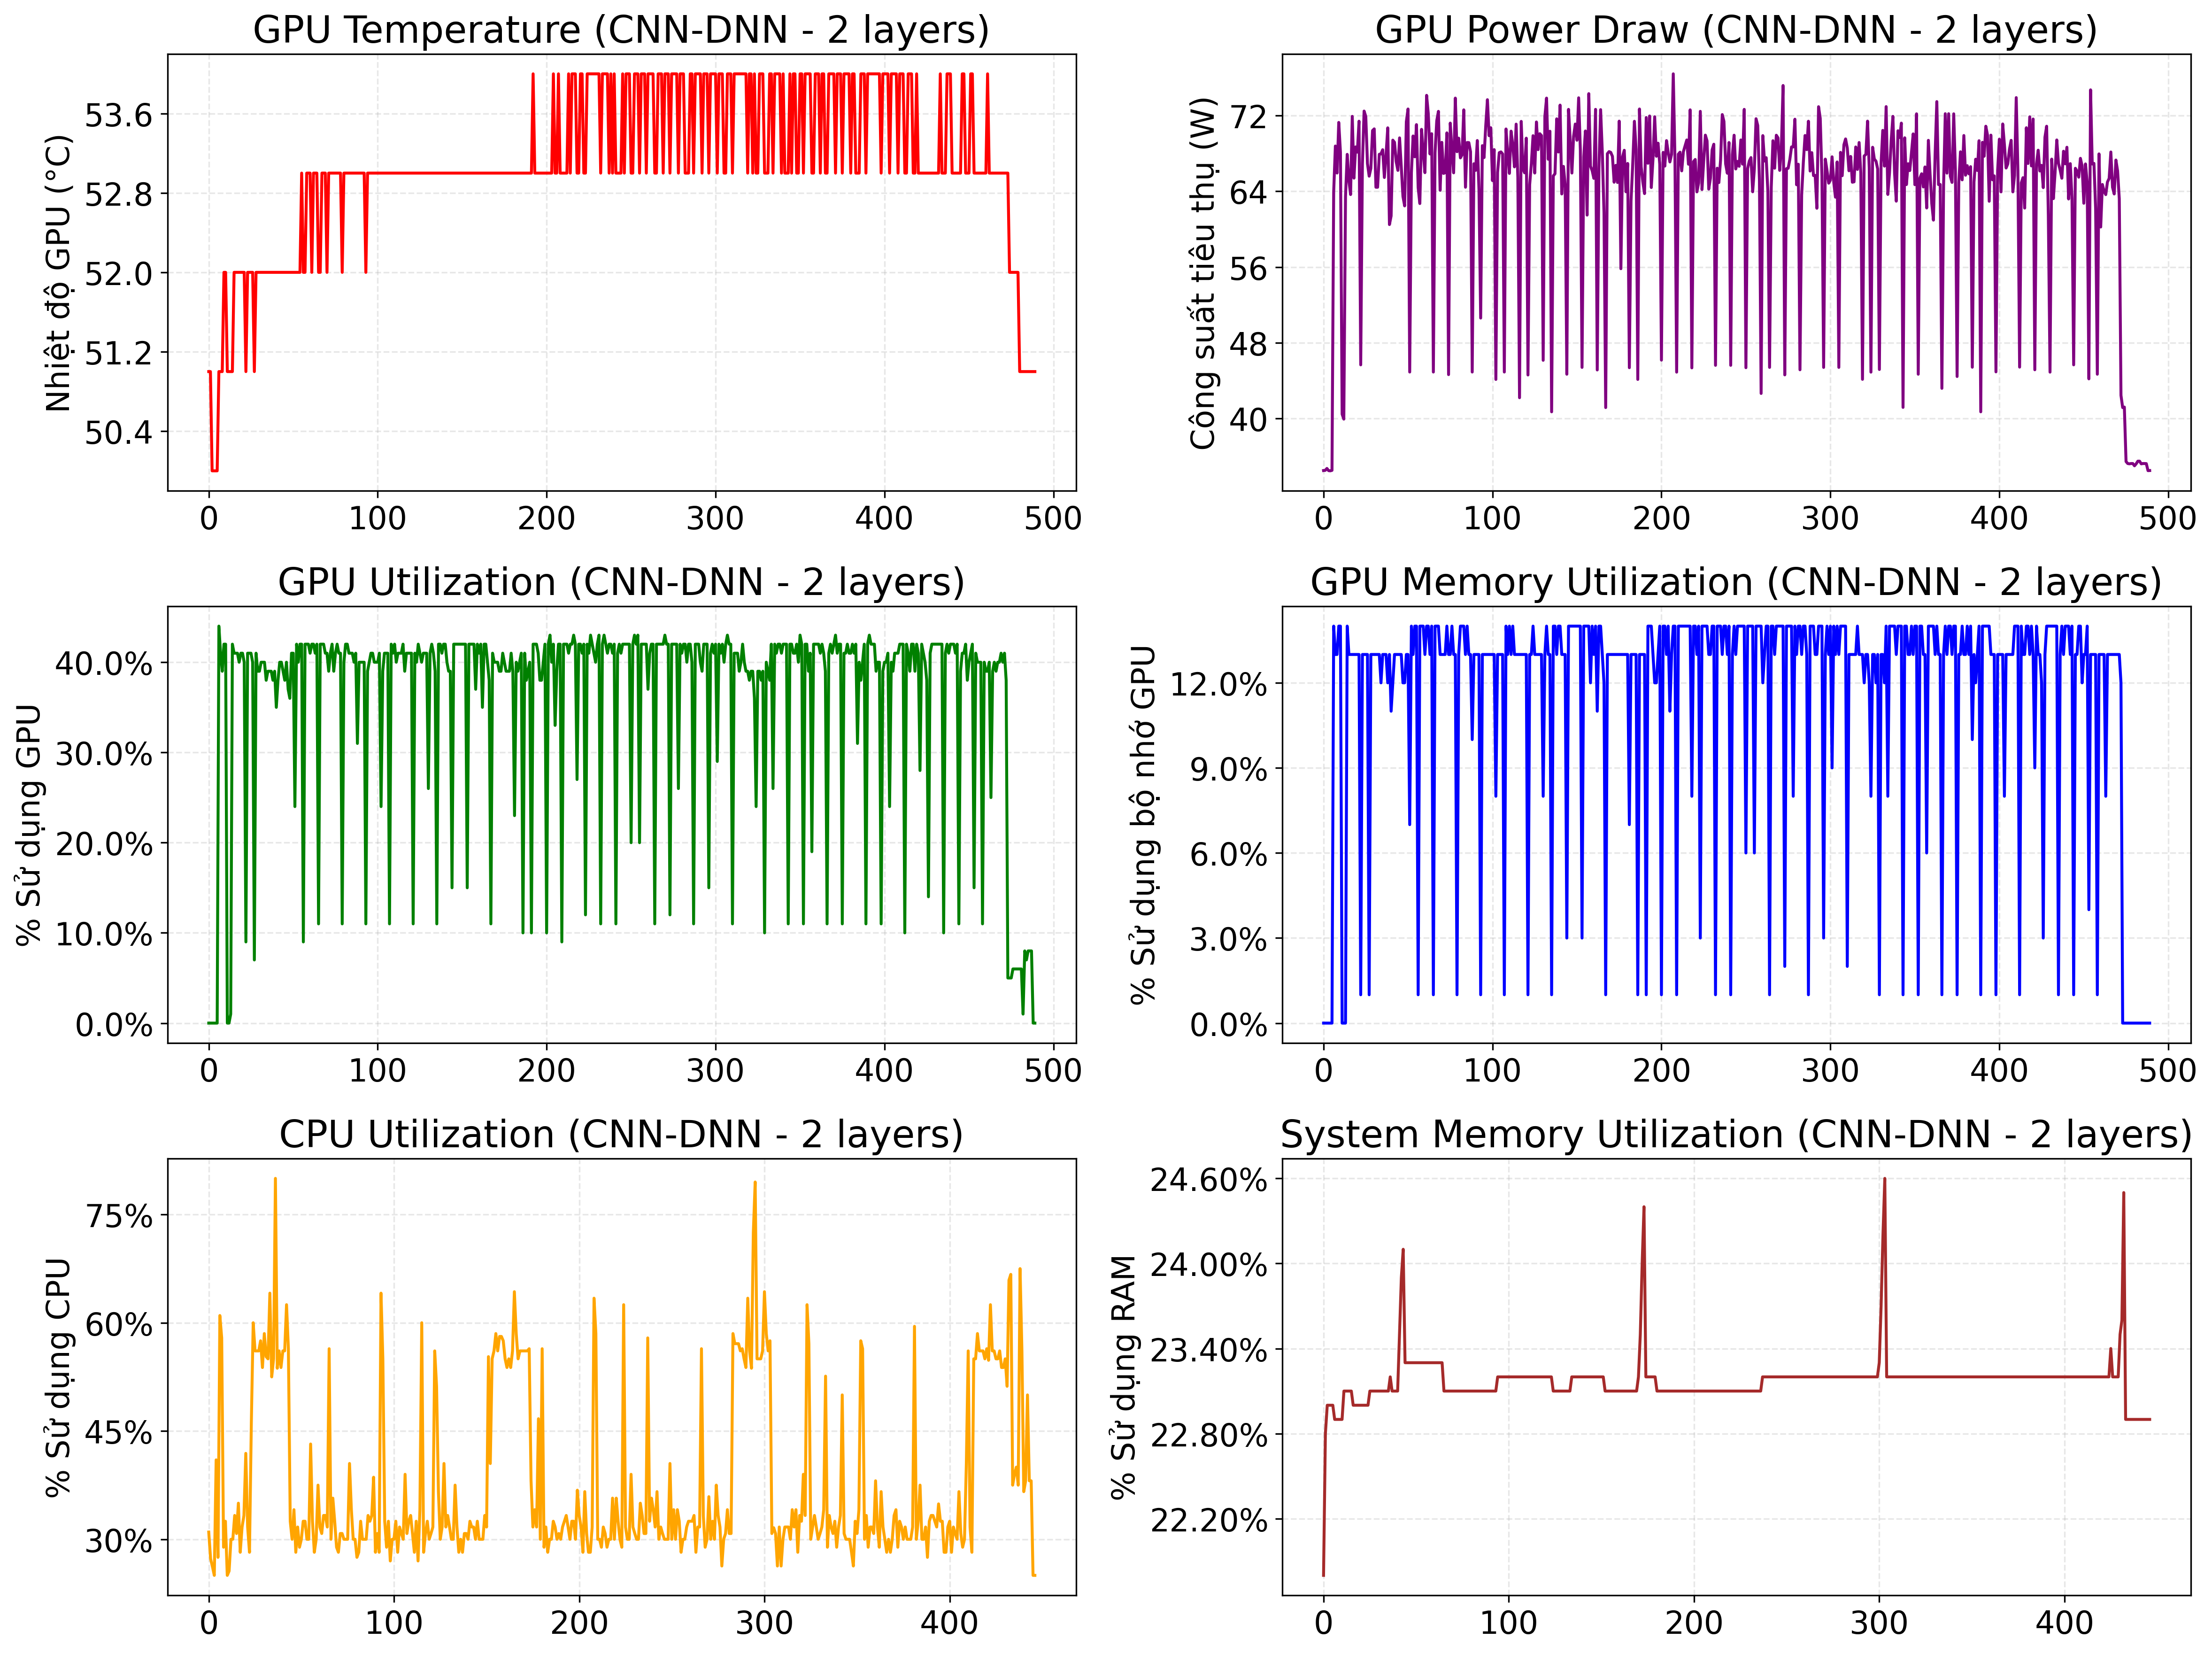 GPU Temperature (CNN-DNN - 2 layers)
Nhiệt độ GPU (°C)
53.6
52.8
52.0
51.2
50.4
0 100 200 300 400 500
GPU Power Draw (CNN-DNN - 2 layers)
Công suất tiêu thụ (W)
72
64
56
48
40
0 100 200 300 400 500
GPU Utilization (CNN-DNN - 2 layers)
% Sử dụng GPU
40.0%
30.0%
20.0%
10.0%
0.0%
0 100 200 300 400 500
GPU Memory Utilization (CNN-DNN - 2 layers)
% Sử dụng bộ nhớ GPU
12.0%
9.0%
6.0%
3.0%
0.0%
0 100 200 300 400 500
CPU Utilization (CNN-DNN - 2 layers)
% Sử dụng CPU
75%
60%
45%
30%
0 100 200 300 400
System Memory Utilization (CNN-DNN - 2 layers)
% Sử dụng RAM
24.60%
24.00%
23.40%
22.80%
22.20%
0 100 200 300 400